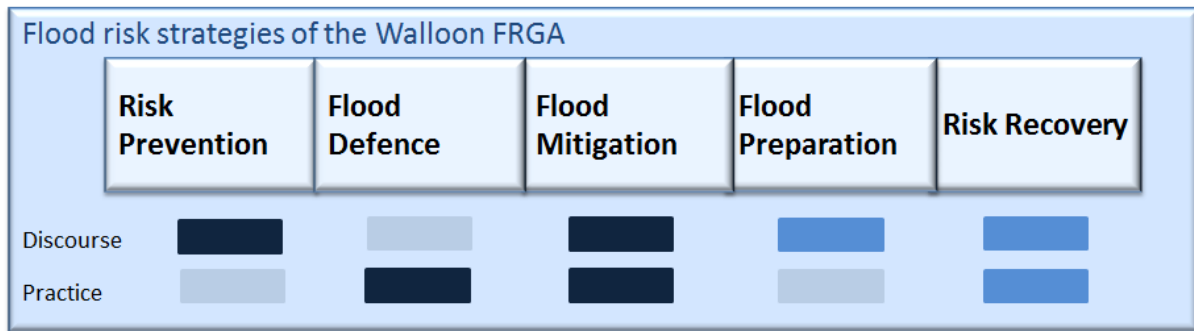 Flood risk strategies of the Walloon FRGA
Risk
Prevention
Flood
Defence
Flood
Mitigation
Flood
Preparation
Risk Recovery
Discourse
Practice